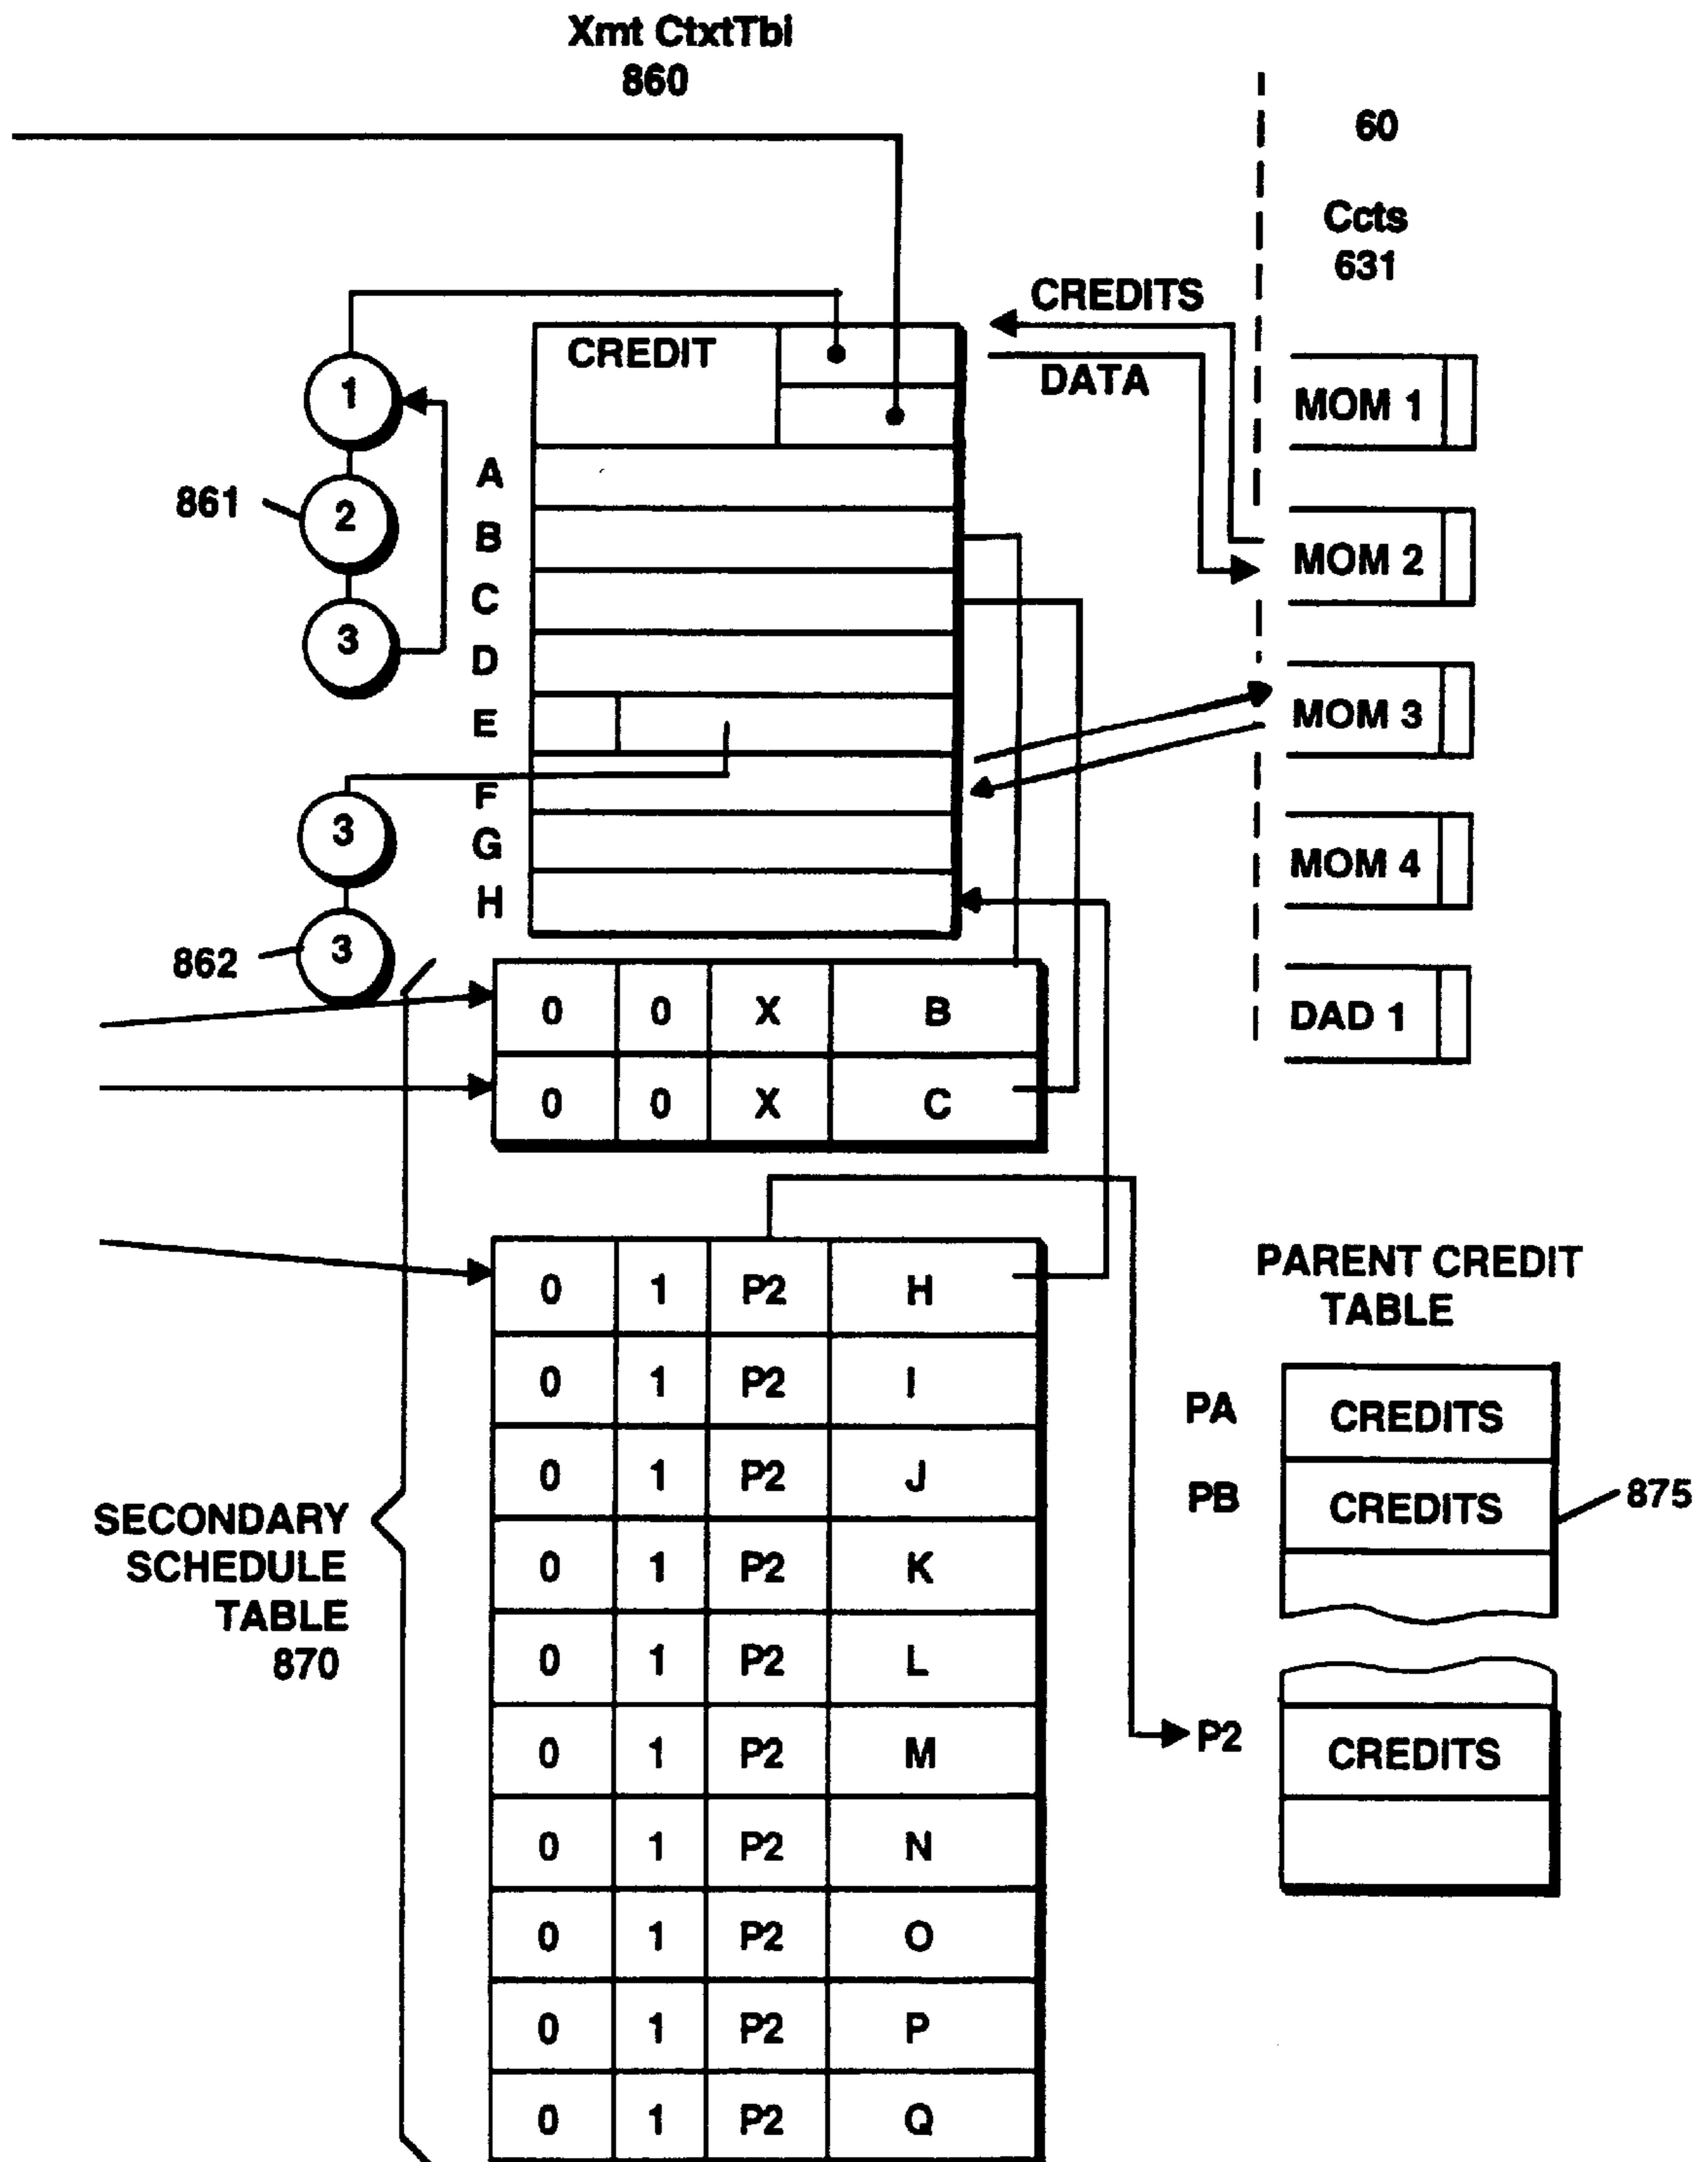 Xmt CtxtTbl
860
60
Ccts
631
CREDITS
DATA
CREDIT
1
2
3
861
A
B
C
D
E
F
G
H
3
3
862
MOM 1
MOM 2
MOM 3
MOM 4
DAD 1
0 0 X B
0 0 X C
0 1 P2 H
0 1 P2 I
0 1 P2 J
0 1 P2 K
0 1 P2 L
0 1 P2 M
0 1 P2 N
0 1 P2 O
0 1 P2 P
0 1 P2 Q
SECONDARY
SCHEDULE
TABLE
870
PARENT CREDIT
TABLE
PA CREDITS
PB CREDITS
875
P2 CREDITS